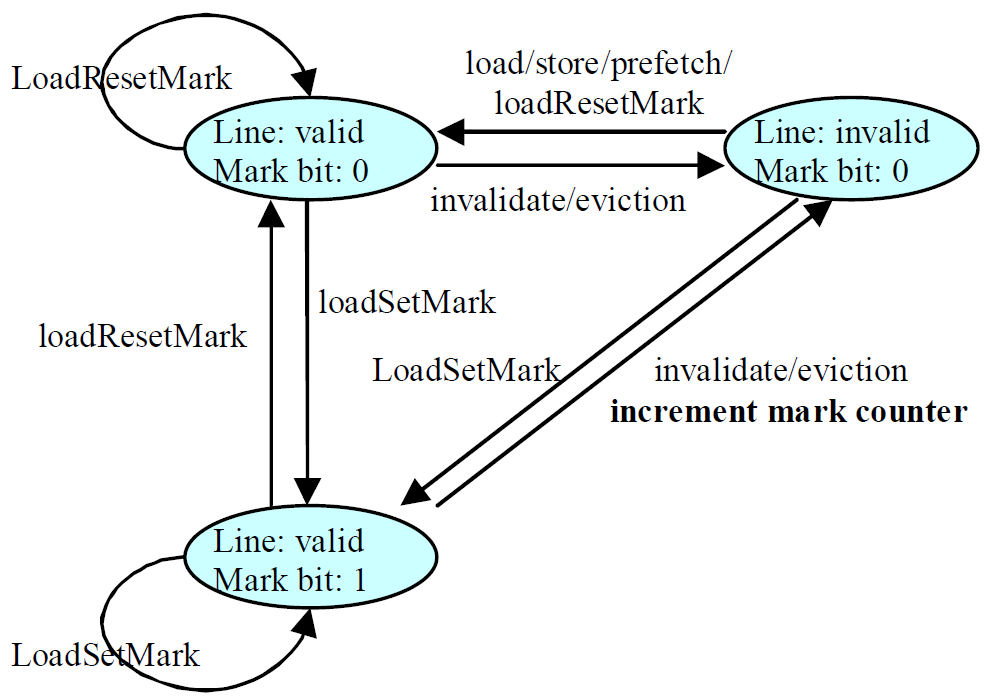 LoadResetMark
load/store/prefetch/
loadResetMark
Line: valid
Mark bit: 0
Line: invalid
Mark bit: 0
invalidate/eviction
loadSetMark
loadResetMark
LoadSetMark
invalidate/eviction
increment mark counter
Line: valid
Mark bit: 1
LoadSetMark